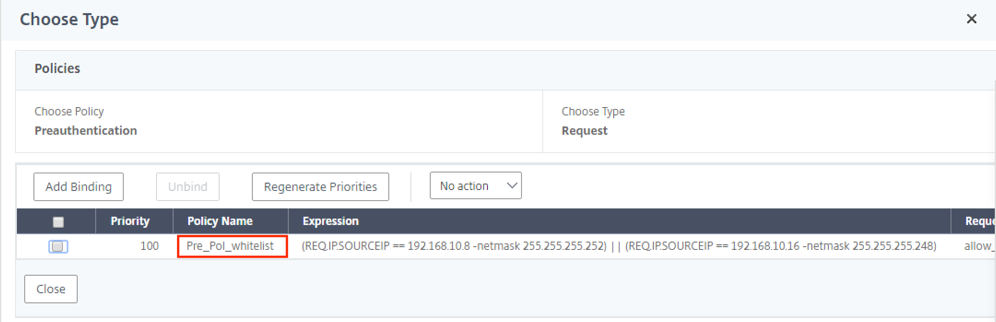 Choose Type
×
Policies
Choose Policy
Preauthentication
Choose Type
Request
Add Binding
Unbind
Regenerate Priorities
No action
Priority Policy Name Expression Reque
100 Pre_Pol_whitelist (REQ.IP.SOURCEIP == 192.168.10.8 -netmask 255.255.255.252) || (REQ.IP.SOURCEIP == 192.168.10.16 -netmask 255.255.255.248) allow_
Close